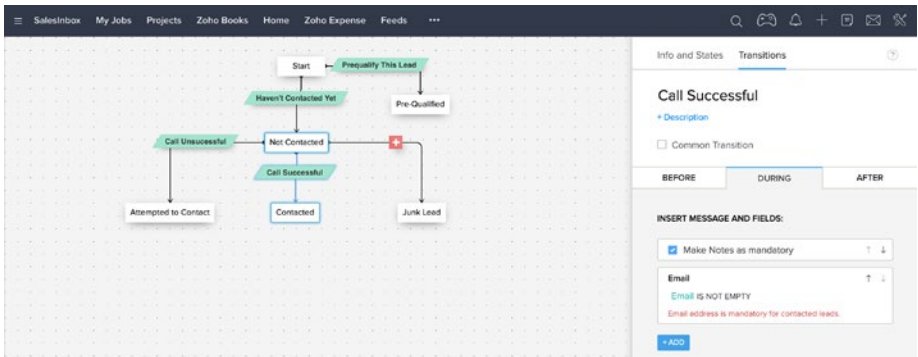 SalesInbox My Jobs Projects Zoho Books Home Zoho Expense Feeds
Info and States Transitions
Start
Prequalify This Lead
Haven't Contacted Yet
Pre-Qualified
Call Unsucessful
Not Contacted
Call Successful
Attempted to Contact
Contacted
Junk Lead
Call Successful
+ Description
Common Transition
BEFORE DURING AFTER
INSERT MESSAGE AND FIELDS:
Make Notes as mandatory
Email
Email IS NOT EMPTY
Email address is mandatory for contacted leads.
+ ADD